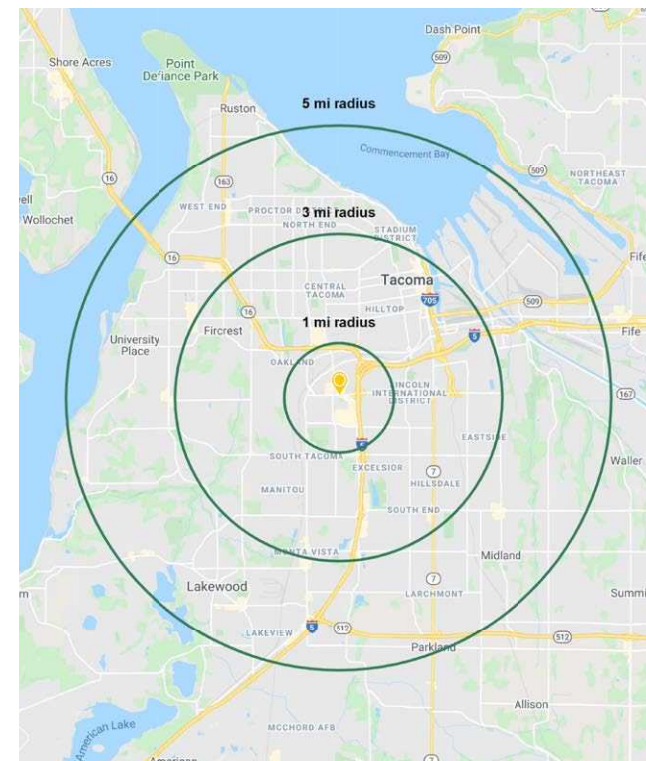 Dash Point
509
Shore Acres
Point
Defiance Park
Ruston
5 mi radius
Commencement Bay
509
16
163
NORTHEAST
TACOMA
Wollochet
WEST END
PROCTOR
3 mi radius
NORTH END
STADIUM
DISTRICT
509
16
Fife
CENTRAL
TACOMA
Tacoma
705
509
HILLTOP
16
1 mi radius
University
Place
Fircrest
5
Fife
OAKLAND
LINCOLN
INTERNATIONAL
DISTRICT
167
EASTSIDE
5
SOUTH TACOMA
EXCELSIOR
Waller
7
HILLSDALE
MANITOU
SOUTH END
MONTA VISTA
Midland
7
Lakewood
LARCHMONT
Summi
5
512
LAKEVIEW
512
Parkland
Allison
American Lake
MCCHORD AFB
7
American